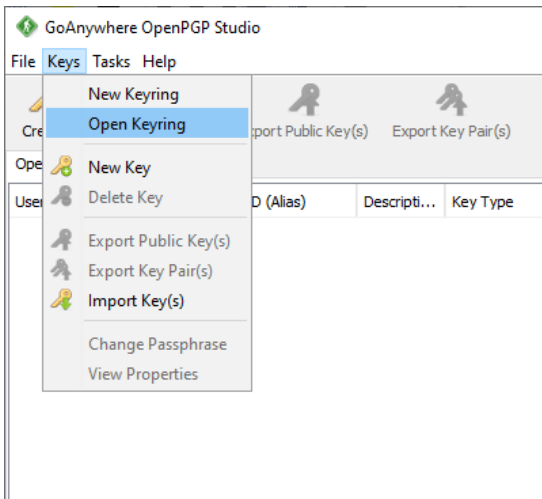 GoAnywhere OpenPGP Studio
File Keys Tasks Help
New Keyring
Open Keyring
New Key
Delete Key
Export Public Key(s)
Export Key Pair(s)
Import Key(s)
Change Passphrase
View Properties
Cre
port Public Key(s) Export Key Pair(s)
Ope
User
D (Alias) Descripti... Key Type